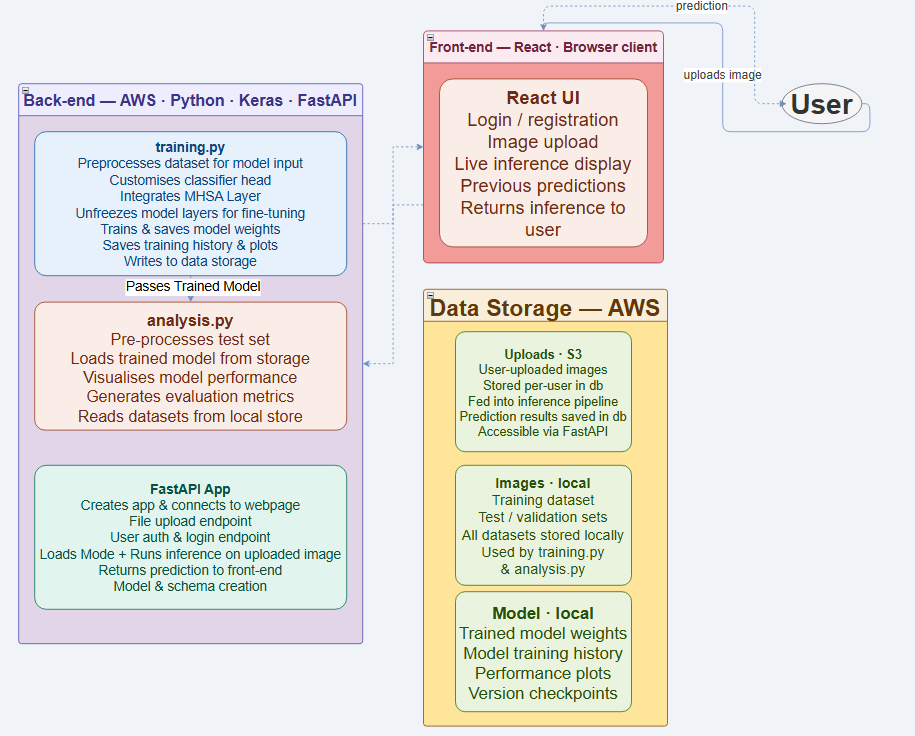 prediction
uploads image
User
Front-end — React · Browser client
React UI
Login / registration
Image upload
Live inference display
Previous predictions
Returns inference to
user
Back-end — AWS · Python · Keras · FastAPI
training.py
Preprocesses dataset for model input
Customises classifier head
Integrates MHSA Layer
Unfreezes model layers for fine-tuning
Trains & saves model weights
Saves training history & plots
Writes to data storage
Passes Trained Model
analysis.py
Pre-processes test set
Loads trained model from storage
Visualises model performance
Generates evaluation metrics
Reads datasets from local store
FastAPI App
Creates app & connects to webpage
File upload endpoint
User auth & login endpoint
Loads Mode + Runs inference on uploaded image
Returns prediction to front-end
Model & schema creation
Data Storage — AWS
Uploads · S3
User-uploaded images
Stored per-user in db
Fed into inference pipeline
Prediction results saved in db
Accessible via FastAPI
Images · local
Training dataset
Test / validation sets
All datasets stored locally
Used by training.py
& analysis.py
Model · local
Trained model weights
Model training history
Performance plots
Version checkpoints